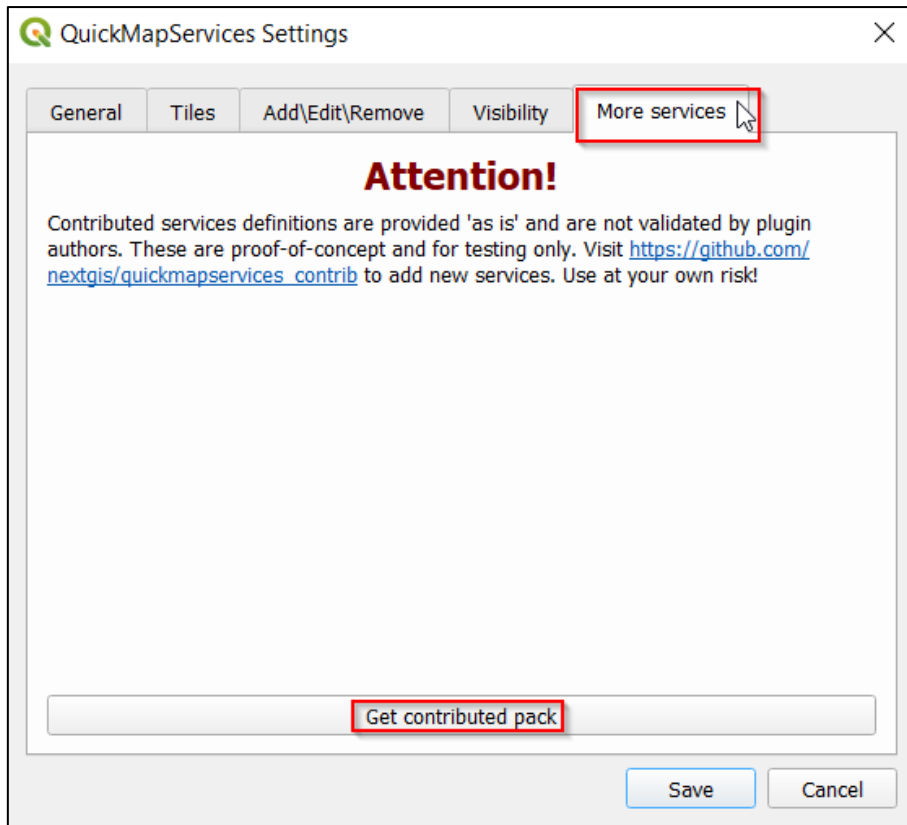 QuickMapServices Settings
General Tiles Add\Edit\Remove Visibility More services
Attention!
Contributed services definitions are provided 'as is' and are not validated by plugin
authors. These are proof-of-concept and for testing only. Visit https://github.com/
nextgis/quickmapservices_contrib to add new services. Use at your own risk!
Get contributed pack
Save Cancel